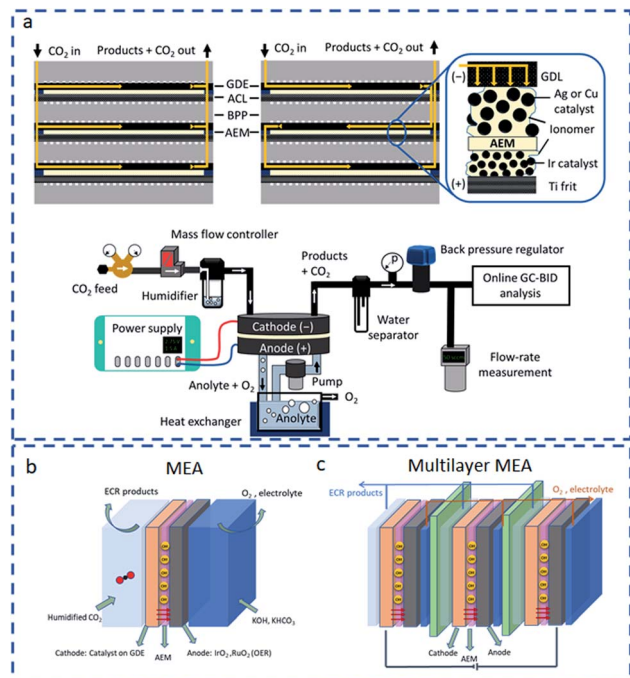 a
CO2 in Products + CO2 out
CO2 in Products + CO2 out
GDE
ACL
BPP
AEM
(−)
GDL
Ag or Cu
catalyst
Ionomer
AEM
Ir catalyst
(+)
Ti frit
Mass flow controller
CO2 feed
Humidifier
Products
+ CO2
p
Back pressure regulator
Online GC-BID
analysis
Water
separator
Flow-rate
measurement
Power supply
Cathode (−)
Anode (+)
Anolyte + O2
Pump
O2
Anolyte
Heat exchanger
b
MEA
ECR products
O2 , electrolyte
Humidified CO2
KOH, KHCO3
Cathode: Catalyst on GDE
AEM
Anode: IrO2 ,RuO2 (OER)
c
Multilayer MEA
ECR products
O2 , electrolyte
Cathode
AEM
Anode